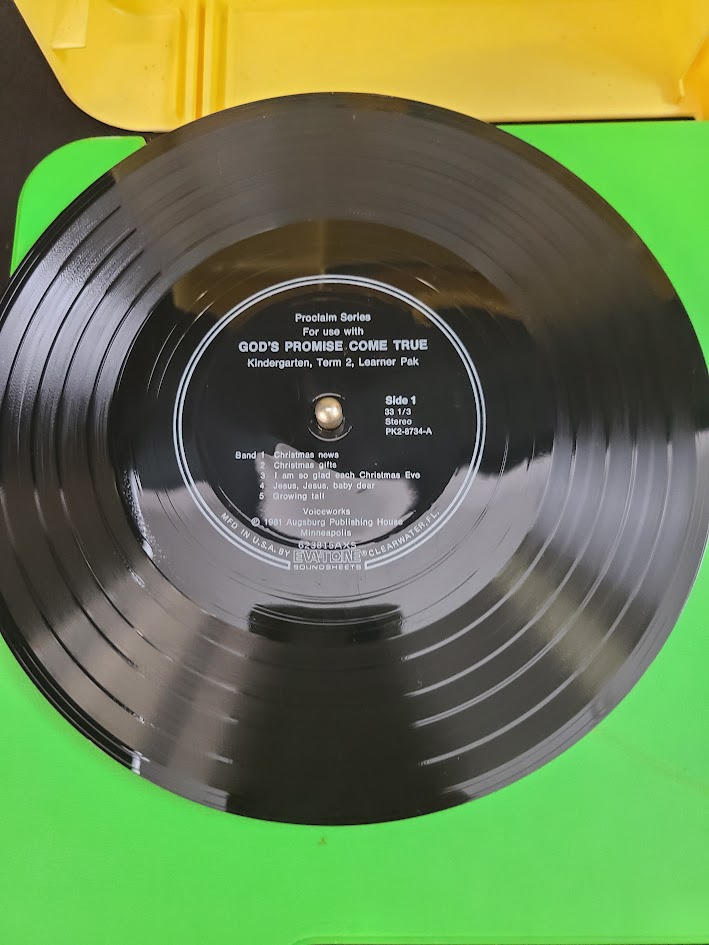 Proclaim Series
For use with
GOD'S PROMISE COME TRUE
Kindergarten, Term 2, Learner Pak
Side 1
33 1/3
Stereo
PK2-8734-A
Band 1 Christmas news
2 Christmas gifts
3 I am so glad each Christmas Eve
4 Jesus, Jesus, baby dear
5 Growing tall
Voiceworks
℗ 1981 Augsburg Publishing House
Minneapolis
623815AXS
MFD IN U.S.A. BY EVATONE® CLEARWATER, FL.
SOUNDSHEETS